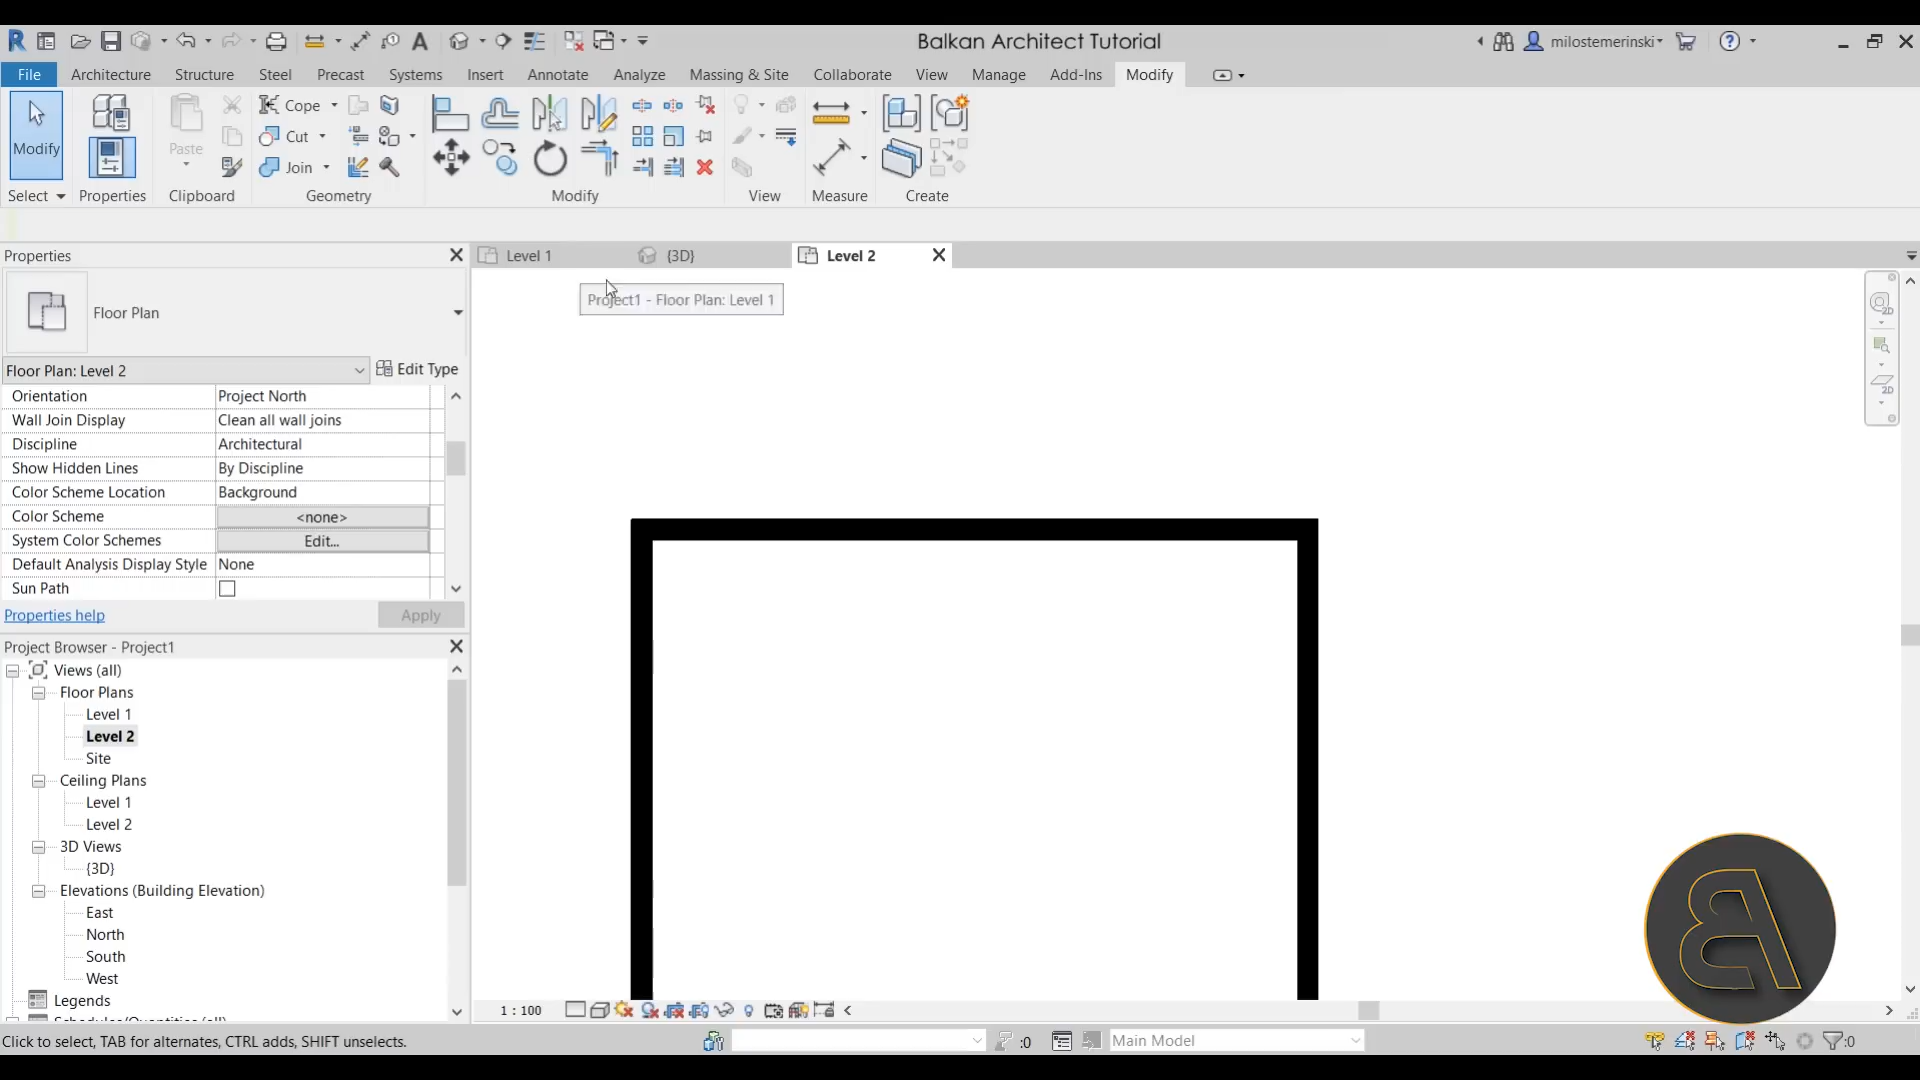 Balkan Architect Tutorial
milostemerinski
File Architecture Structure Steel Precast Systems Insert Annotate Analyze Massing & Site Collaborate View Manage Add-Ins Modify
Modify Paste Cope
Cut
Join
Select Properties Clipboard Geometry Modify View Measure Create
Properties
Level 1 {3D} Level 2
Project1 - Floor Plan: Level 1
Floor Plan
Floor Plan: Level 2 Edit Type
Orientation Project North
Wall Join Display Clean all wall joins
Discipline Architectural
Show Hidden Lines By Discipline
Color Scheme Location Background
Color Scheme <none>
System Color Schemes Edit...
Default Analysis Display Style None
Sun Path
Properties help Apply
Project Browser - Project1
Views (all)
Floor Plans
Level 1
Level 2
Site
Ceiling Plans
Level 1
Level 2
3D Views
{3D}
Elevations (Building Elevation)
East
North
South
West
Legends
Schedules/Quantities (all)
1 : 100
Click to select, TAB for alternates, CTRL adds, SHIFT unselects.
:0 Main Model :0
2D
2D
B